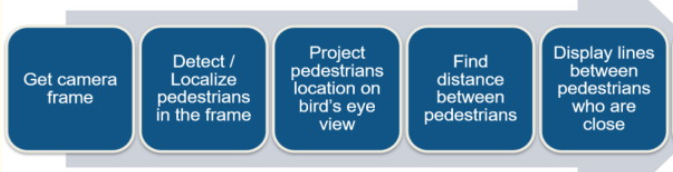 Get camera
frame
Detect /
Localize
pedestrians
in the frame
Project
pedestrians
location on
bird's eye
view
Find
distance
between
pedestrians
Display lines
between
pedestrians
who are
close